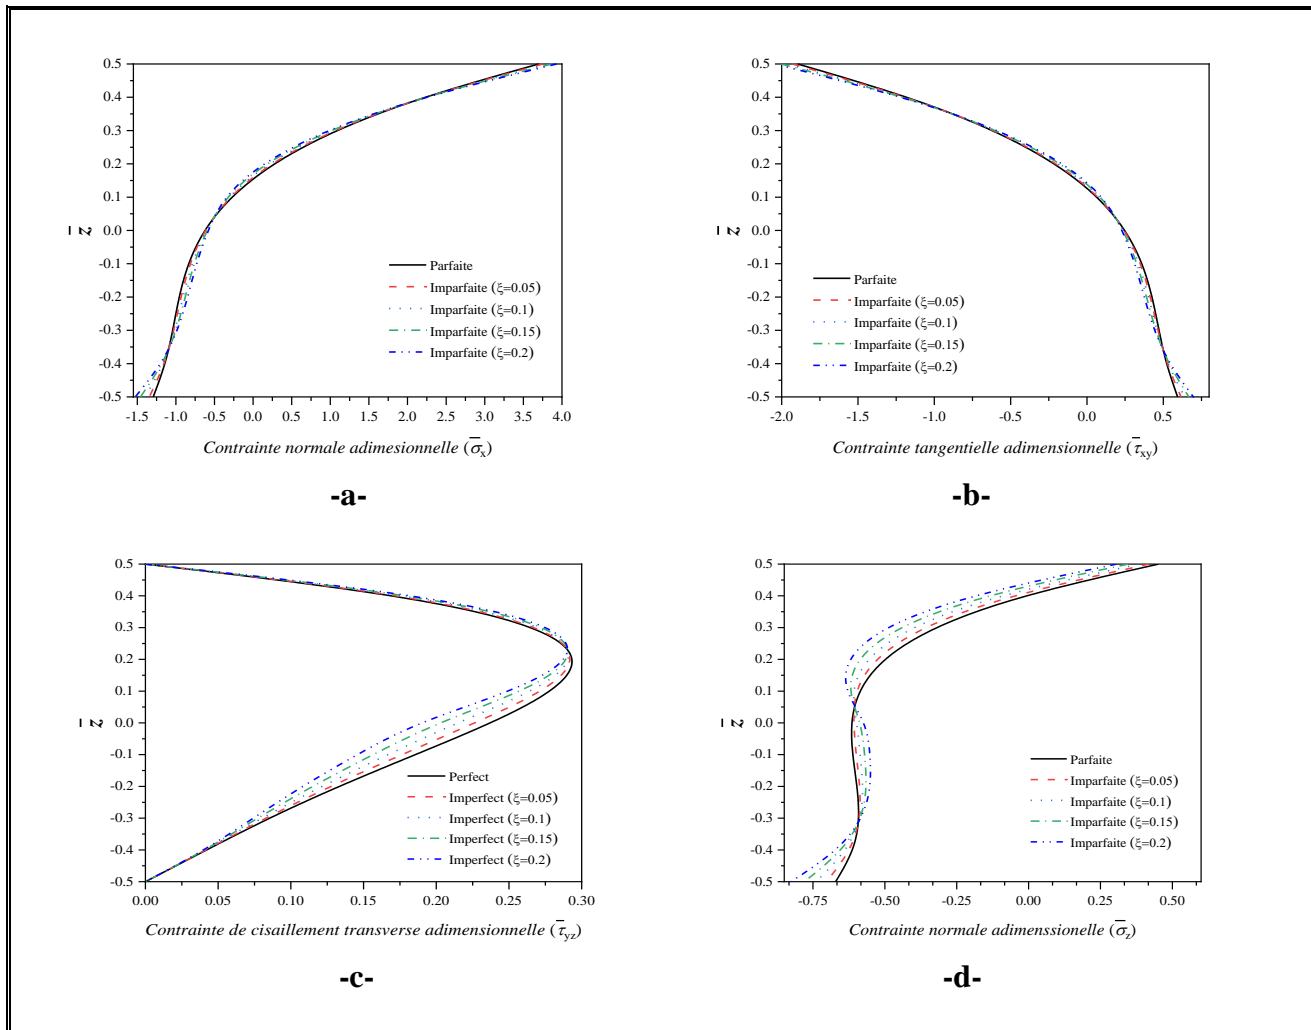 0.5
0.4
0.3
0.2
0.1
0.0
-0.1
-0.2
-0.3
-0.4
-0.5
z
-1.5 -1.0 -0.5 0.0 0.5 1.0 1.5 2.0 2.5 3.0 3.5 4.0
Parfaite
Imparfaite (ξ=0.05)
Imparfaite (ξ=0.1)
Imparfaite (ξ=0.15)
Imparfaite (ξ=0.2)
Contrainte normale adimesionnelle (σ̅x)
-a-
0.5
0.4
0.3
0.2
0.1
0.0
-0.1
-0.2
-0.3
-0.4
-0.5
z̅
-2.0 -1.5 -1.0 -0.5 0.0 0.5
Parfaite
Imparfaite (ξ=0.05)
Imparfaite (ξ=0.1)
Imparfaite (ξ=0.15)
Imparfaite (ξ=0.2)
Contrainte tangentielle adimensionnelle (τ̅xy)
-b-
0.5
0.4
0.3
0.2
0.1
0.0
-0.1
-0.2
-0.3
-0.4
-0.5
z̅
0.00 0.05 0.10 0.15 0.20 0.25 0.30
Perfect
Imperfect (ξ=0.05)
Imperfect (ξ=0.1)
Imperfect (ξ=0.15)
Imperfect (ξ=0.2)
Contrainte de cisaillement transverse adimensionnelle (τ̅yz)
-c-
0.5
0.4
0.3
0.2
0.1
0.0
-0.1
-0.2
-0.3
-0.4
-0.5
z̅
-0.75 -0.50 -0.25 0.00 0.25 0.50
Parfaite
Imparfaite (ξ=0.05)
Imparfaite (ξ=0.1)
Imparfaite (ξ=0.15)
Imparfaite (ξ=0.2)
Contrainte normale adimenssionelle (σ̅z)
-d-